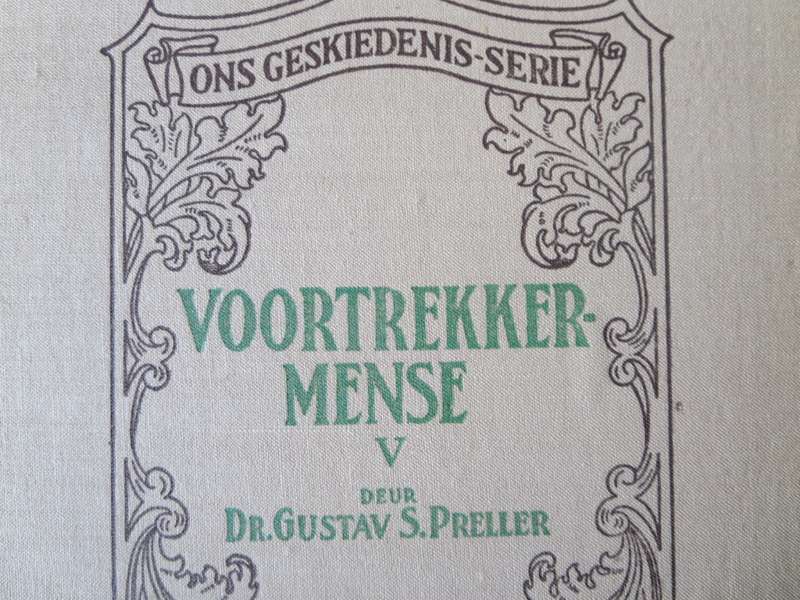 ONS GESKIEDENIS-SERIE
VOORTREKKER-
MENSE
V
DEUR
DR. GUSTAV S. PRELLER